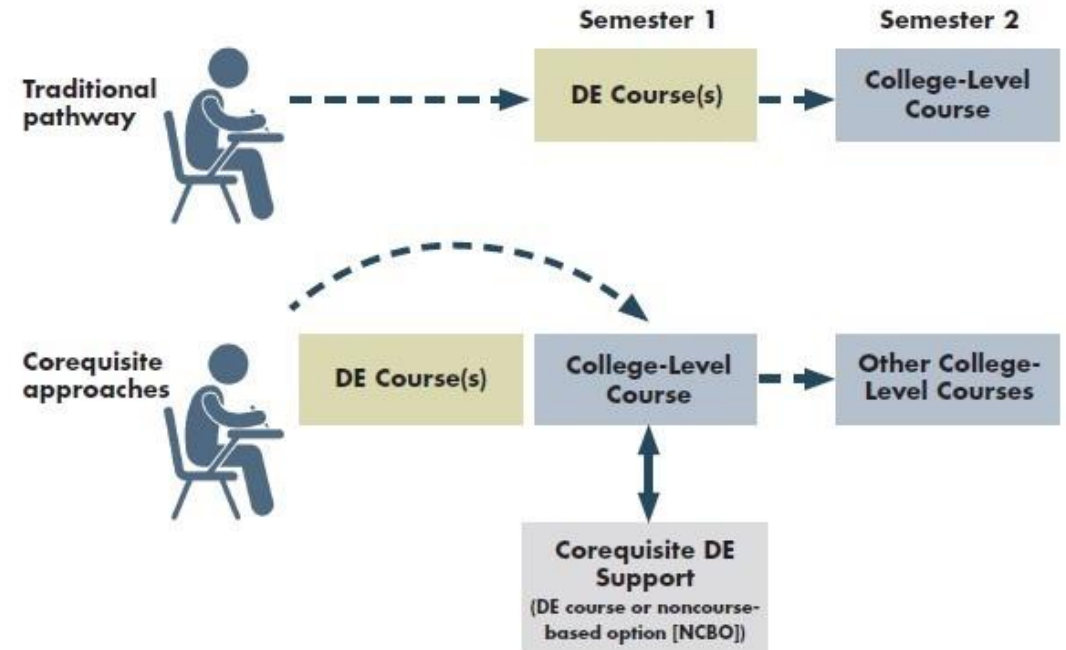 Semester 1
Semester 2
Traditional
pathway
DE Course(s)
College-Level
Course
Corequisite
approaches
DE Course(s)
College-Level
Course
Other College-
Level Courses
Corequisite DE
Support
(DE course or noncourse-
based option [NCBO])